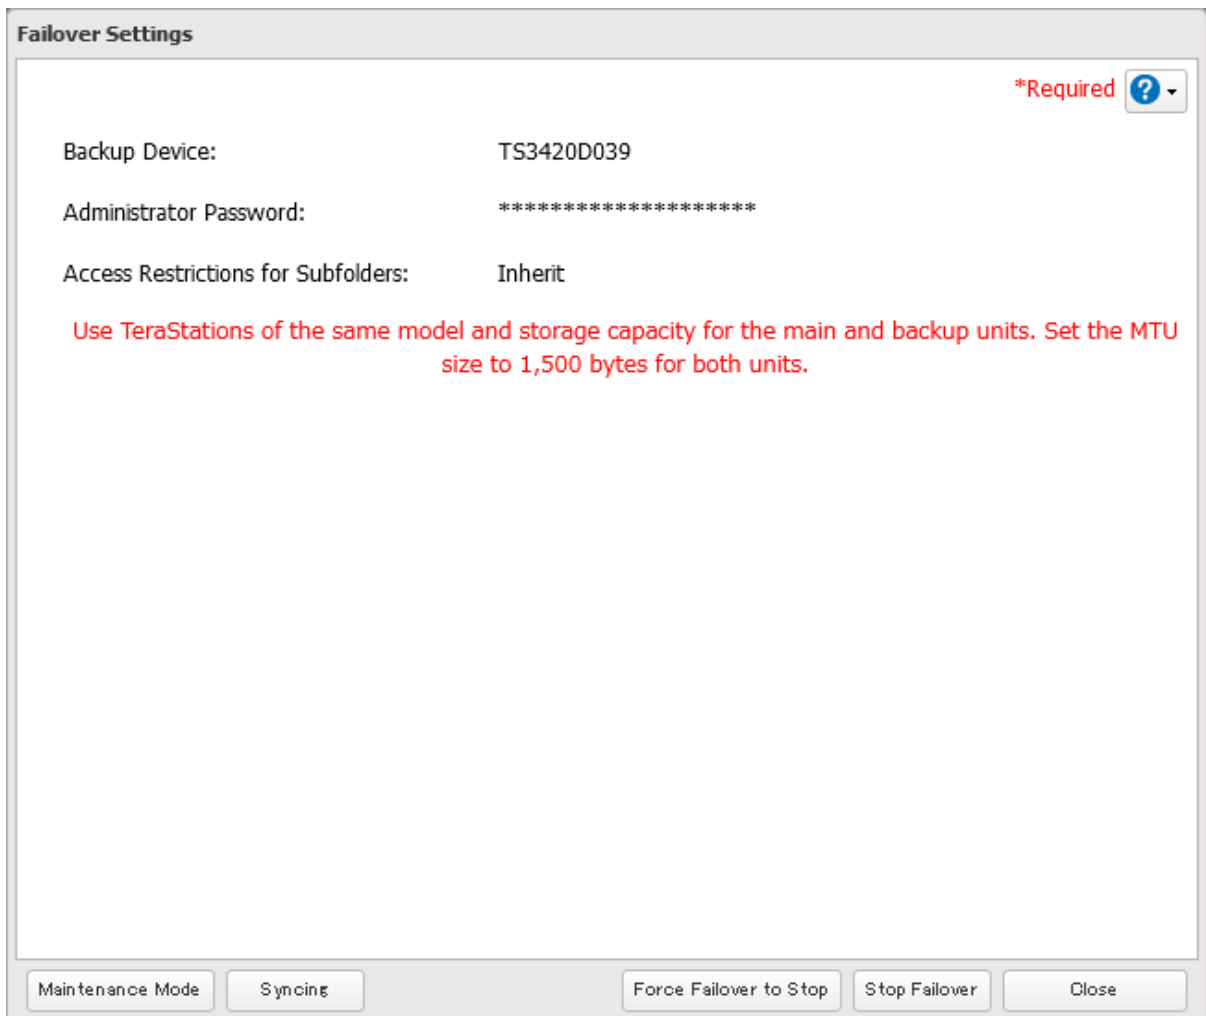 Failover Settings
*Required
Backup Device: TS3420D039
Administrator Password: ********************
Access Restrictions for Subfolders: Inherit
Use TeraStations of the same model and storage capacity for the main and backup units. Set the MTU
size to 1,500 bytes for both units.
Maintenance Mode Syncing Force Failover to Stop Stop Failover Close